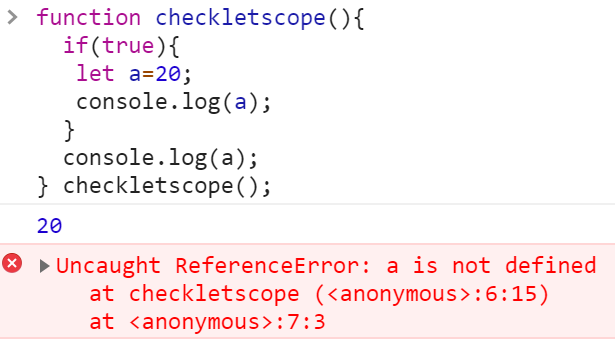 function checkletscope(){
if(true){
let a=20;
console.log(a);
}
console.log(a);
} checkletscope();
20
Uncaught ReferenceError: a is not defined
at checkletscope (<anonymous>:6:15)
at <anonymous>:7:3